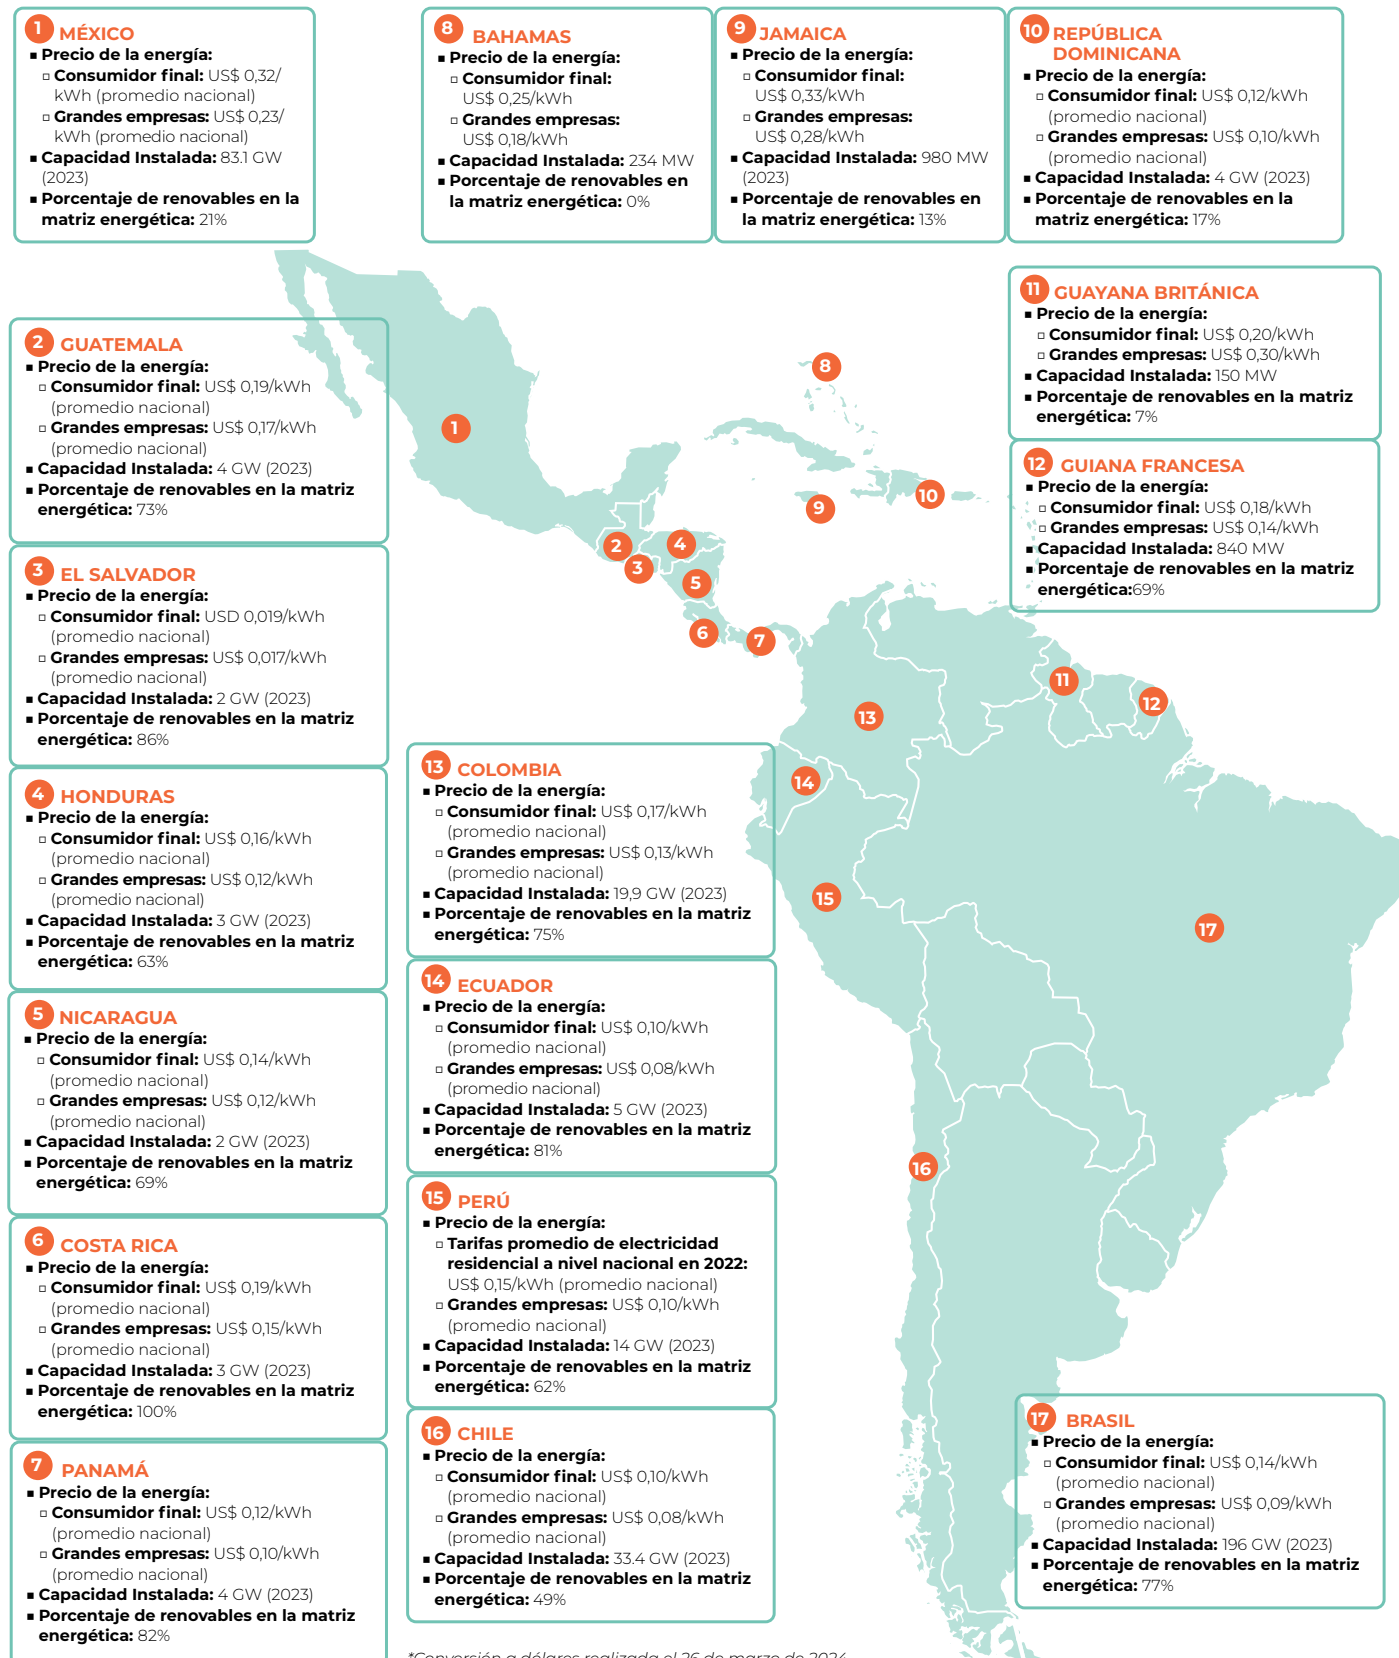 1 MÉXICO
▪ Precio de la energía:
▫ Consumidor final: US$ 0,32/
kWh (promedio nacional)
▫ Grandes empresas: US$ 0,23/
kWh (promedio nacional)
▪ Capacidad Instalada: 83.1 GW
(2023)
▪ Porcentaje de renovables en la
matriz energética: 21%
8 BAHAMAS
▪ Precio de la energía:
▫ Consumidor final:
US$ 0,25/kWh
▫ Grandes empresas:
US$ 0,18/kWh
▪ Capacidad Instalada: 234 MW
▪ Porcentaje de renovables en
la matriz energética: 0%
9 JAMAICA
▪ Precio de la energía:
▫ Consumidor final:
US$ 0,33/kWh
▫ Grandes empresas:
US$ 0,28/kWh
▪ Capacidad Instalada: 980 MW
(2023)
▪ Porcentaje de renovables en
la matriz energética: 13%
10 REPÚBLICA
DOMINICANA
▪ Precio de la energía:
▫ Consumidor final: US$ 0,12/kWh
(promedio nacional)
▫ Grandes empresas: US$ 0,10/kWh
(promedio nacional)
▪ Capacidad Instalada: 4 GW (2023)
▪ Porcentaje de renovables en la
matriz energética: 17%
11 GUAYANA BRITÁNICA
▪ Precio de la energía:
▫ Consumidor final: US$ 0,20/kWh
▫ Grandes empresas: US$ 0,30/kWh
▪ Capacidad Instalada: 150 MW
▪ Porcentaje de renovables en la matriz
energética: 7%
12 GUIANA FRANCESA
▪ Precio de la energía:
▫ Consumidor final: US$ 0,18/kWh
▫ Grandes empresas: US$ 0,14/kWh
▪ Capacidad Instalada: 840 MW
▪ Porcentaje de renovables en la matriz
energética:69%
2 GUATEMALA
▪ Precio de la energía:
▫ Consumidor final: US$ 0,19/kWh
(promedio nacional)
▫ Grandes empresas: US$ 0,17/kWh
(promedio nacional)
▪ Capacidad Instalada: 4 GW (2023)
▪ Porcentaje de renovables en la matriz
energética: 73%
3 EL SALVADOR
▪ Precio de la energía:
▫ Consumidor final: USD 0,019/kWh
(promedio nacional)
▫ Grandes empresas: US$ 0,017/kWh
(promedio nacional)
▪ Capacidad Instalada: 2 GW (2023)
▪ Porcentaje de renovables en la matriz
energética: 86%
4 HONDURAS
▪ Precio de la energía:
▫ Consumidor final: US$ 0,16/kWh
(promedio nacional)
▫ Grandes empresas: US$ 0,12/kWh
(promedio nacional)
▪ Capacidad Instalada: 3 GW (2023)
▪ Porcentaje de renovables en la matriz
energética: 63%
5 NICARAGUA
▪ Precio de la energía:
▫ Consumidor final: US$ 0,14/kWh
(promedio nacional)
▫ Grandes empresas: US$ 0,12/kWh
(promedio nacional)
▪ Capacidad Instalada: 2 GW (2023)
▪ Porcentaje de renovables en la matriz
energética: 69%
6 COSTA RICA
▪ Precio de la energía:
▫ Consumidor final: US$ 0,19/kWh
(promedio nacional)
▫ Grandes empresas: US$ 0,15/kWh
(promedio nacional)
▪ Capacidad Instalada: 3 GW (2023)
▪ Porcentaje de renovables en la matriz
energética: 100%
7 PANAMÁ
▪ Precio de la energía:
▫ Consumidor final: US$ 0,12/kWh
(promedio nacional)
▫ Grandes empresas: US$ 0,10/kWh
(promedio nacional)
▪ Capacidad Instalada: 4 GW (2023)
▪ Porcentaje de renovables en la matriz
energética: 82%
13 COLOMBIA
▪ Precio de la energía:
▫ Consumidor final: US$ 0,17/kWh
(promedio nacional)
▫ Grandes empresas: US$ 0,13/kWh
(promedio nacional)
▪ Capacidad Instalada: 19,9 GW (2023)
▪ Porcentaje de renovables en la matriz
energética: 75%
14 ECUADOR
▪ Precio de la energía:
▫ Consumidor final: US$ 0,10/kWh
(promedio nacional)
▫ Grandes empresas: US$ 0,08/kWh
(promedio nacional)
▪ Capacidad Instalada: 5 GW (2023)
▪ Porcentaje de renovables en la matriz
energética: 81%
15 PERÚ
▪ Precio de la energía:
▫ Tarifas promedio de electricidad
residencial a nivel nacional en 2022:
US$ 0,15/kWh (promedio nacional)
▫ Grandes empresas: US$ 0,10/kWh
(promedio nacional)
▪ Capacidad Instalada: 14 GW (2023)
▪ Porcentaje de renovables en la matriz
energética: 62%
16 CHILE
▪ Precio de la energía:
▫ Consumidor final: US$ 0,10/kWh
(promedio nacional)
▫ Grandes empresas: US$ 0,08/kWh
(promedio nacional)
▪ Capacidad Instalada: 33.4 GW (2023)
▪ Porcentaje de renovables en la matriz
energética: 49%
17 BRASIL
▪ Precio de la energía:
▫ Consumidor final: US$ 0,14/kWh
(promedio nacional)
▫ Grandes empresas: US$ 0,09/kWh
(promedio nacional)
▪ Capacidad Instalada: 196 GW (2023)
▪ Porcentaje de renovables en la matriz
energética: 77%
1
8
9
10
2
4
3
5
6
7
11
12
13
14
15
17
16
*Conversión a dólares realizada el 26 de marzo de 2024